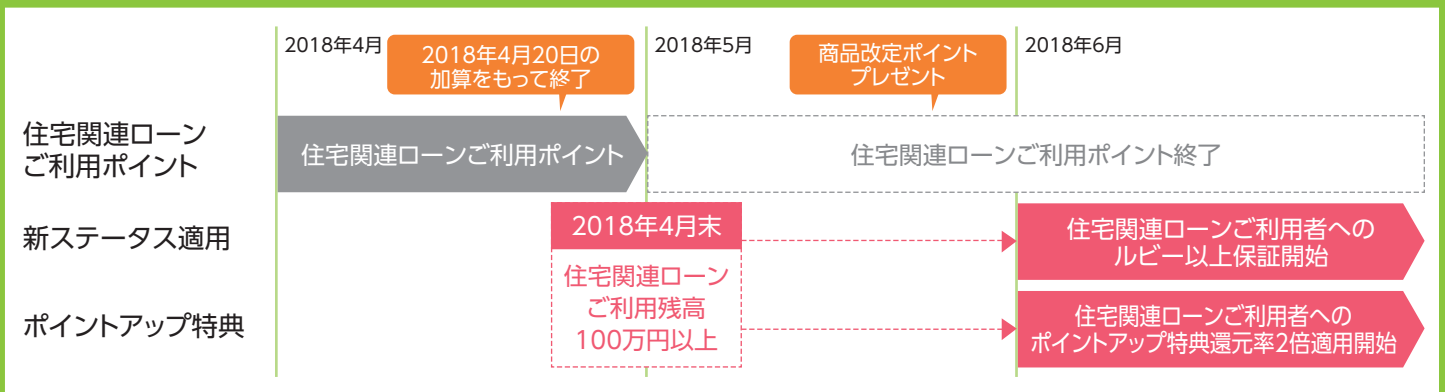 2018年4月
2018年4月20日の
加算をもって終了
2018年5月
商品改定ポイント
プレゼント
2018年6月
住宅関連ローン
ご利用ポイント
住宅関連ローンご利用ポイント
住宅関連ローンご利用ポイント終了
新ステータス適用
2018年4月末
住宅関連ローン
ご利用残高
100万円以上
住宅関連ローンご利用者への
ルビー以上保証開始
ポイントアップ特典
住宅関連ローンご利用者への
ポイントアップ特典還元率2倍適用開始